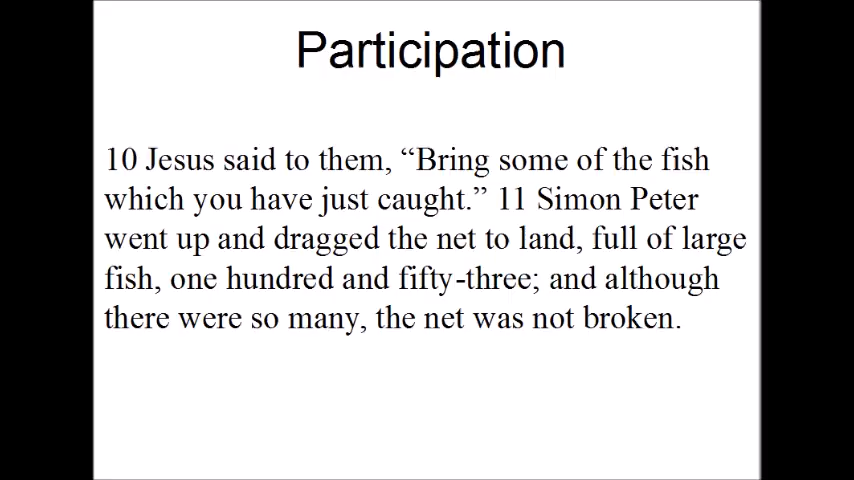 Participation
10 Jesus said to them, “Bring some of the fish
which you have just caught.” 11 Simon Peter
went up and dragged the net to land, full of large
fish, one hundred and fifty-three; and although
there were so many, the net was not broken.